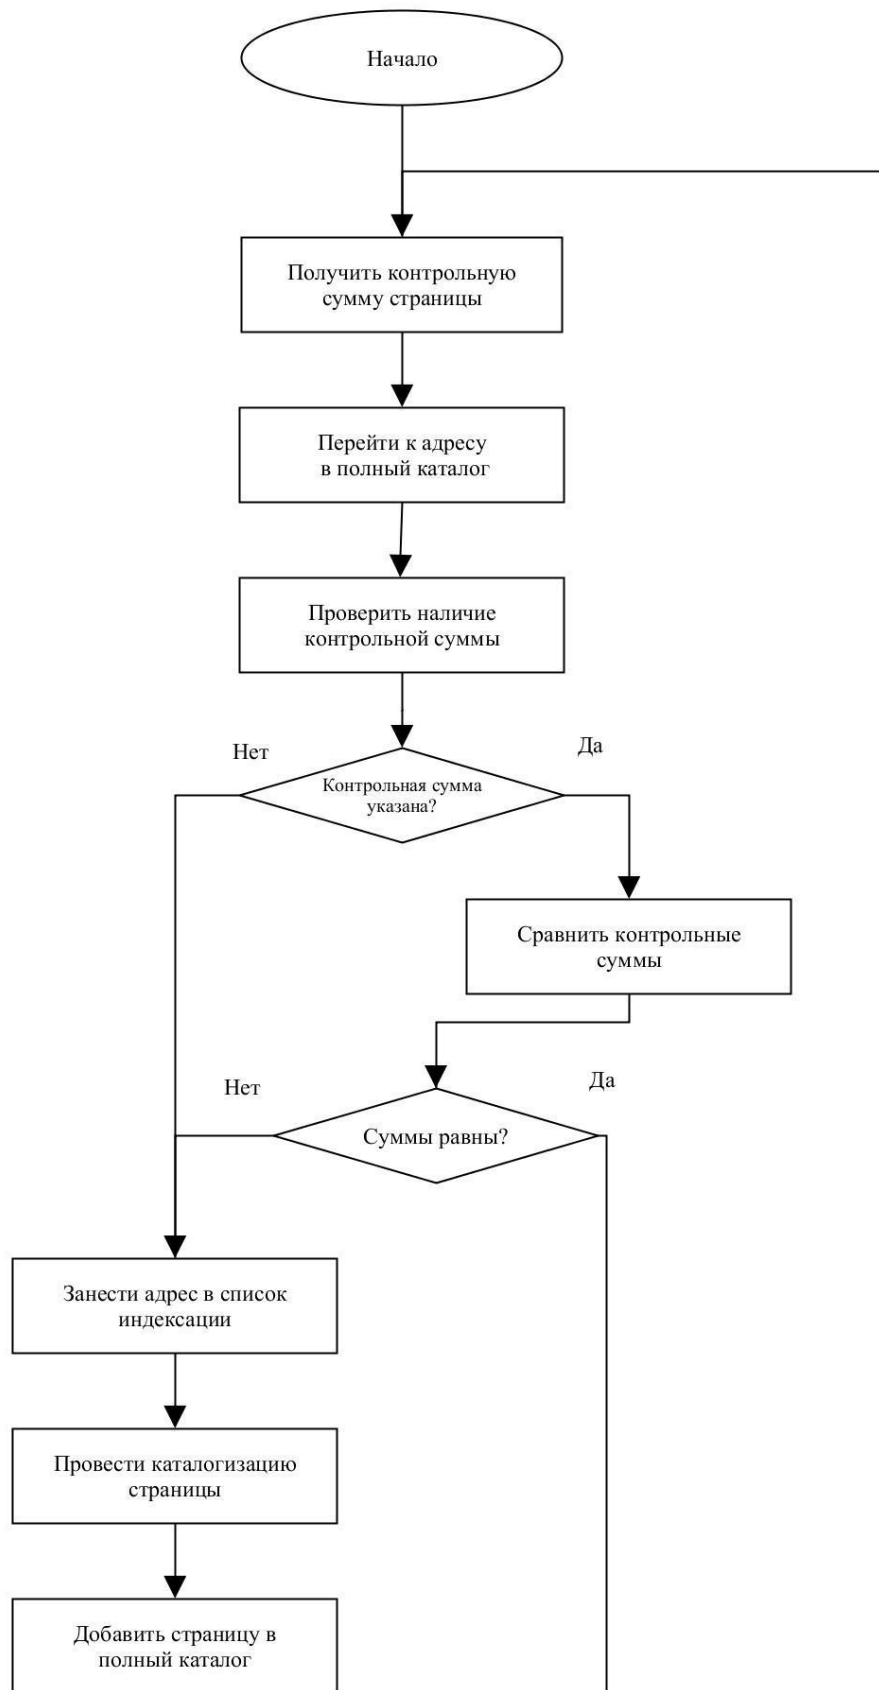 Начало
Получить контрольную
сумму страницы
Перейти к адресу
в полный каталог
Проверить наличие
контрольной суммы
Нет
Да
Контрольная сумма
указана?
Сравнить контрольные
суммы
Нет
Да
Суммы равны?
Занести адрес в список
индексации
Провести каталогизацию
страницы
Добавить страницу в
полный каталог